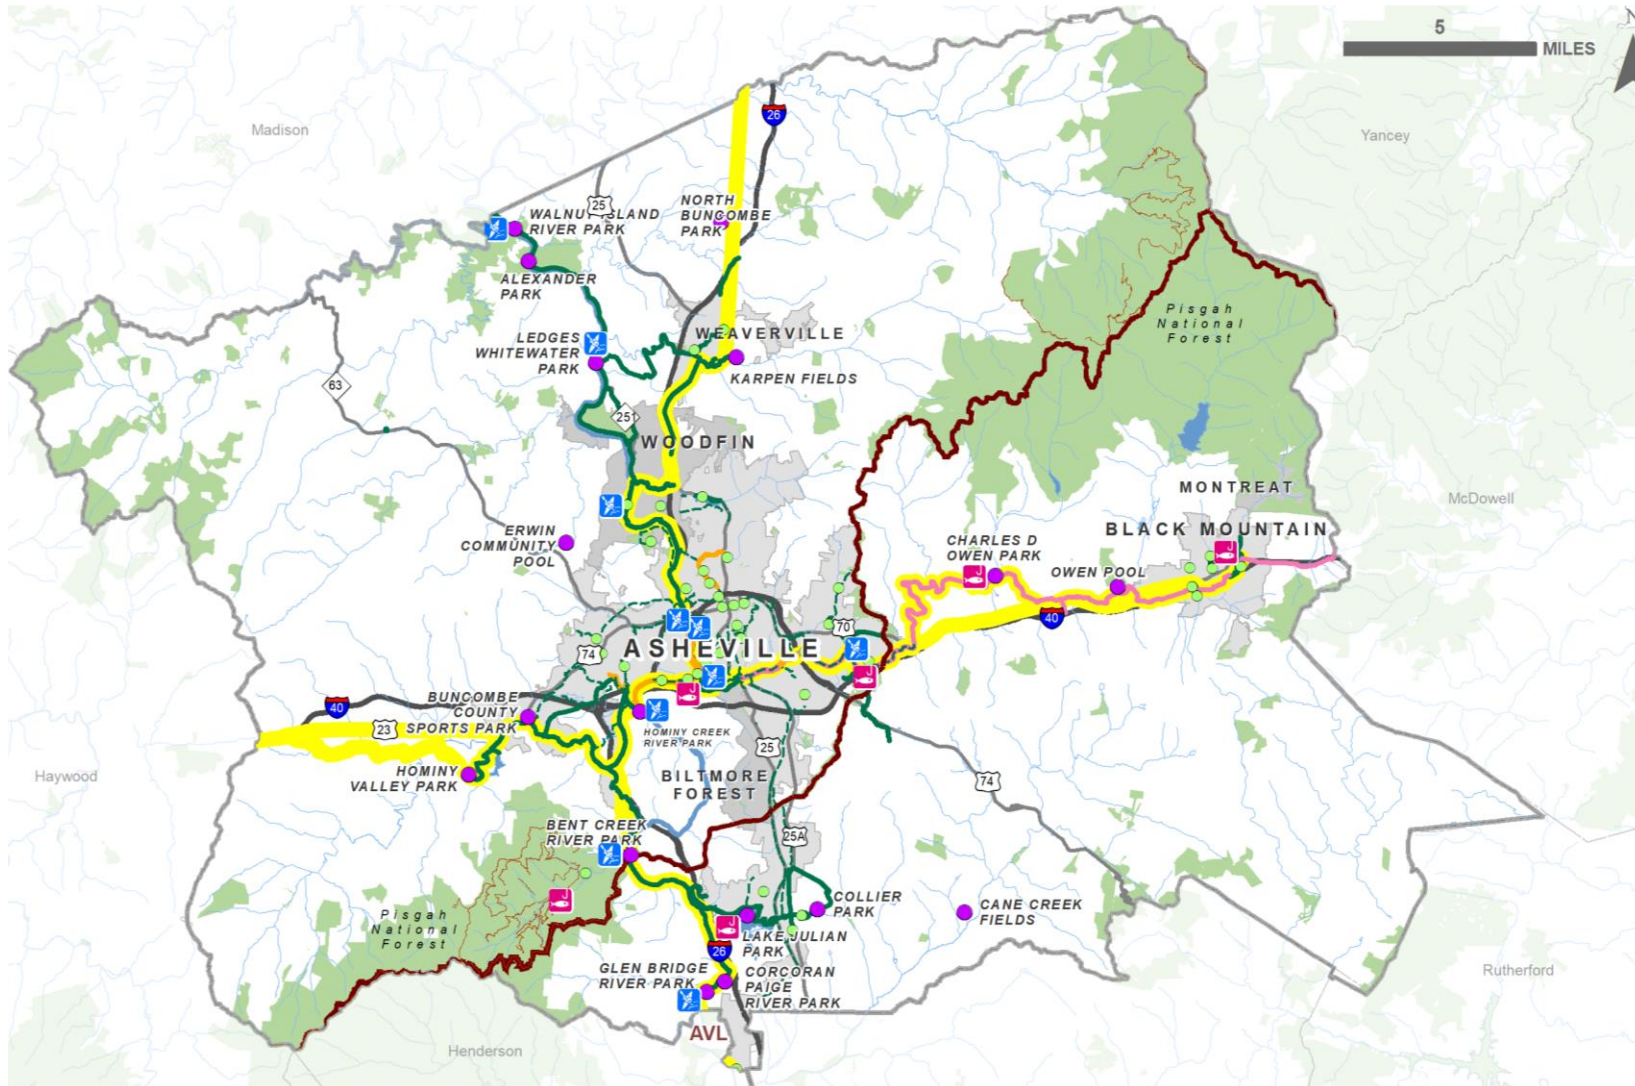 5
MILES
N
Madison
Yancey
26
25
WALNUT ISLAND
RIVER PARK
NORTH
BUNCOMBE
PARK
ALEXANDER
PARK
Pisgah
National
Forest
LEDGES
WHITEWATER
PARK
WEAVERVILLE
KARPEN FIELDS
63
251
WOODFIN
MONTREAT
McDowell
BLACK MOUNTAIN
ERWIN
COMMUNITY
POOL
CHARLES D
OWEN PARK
OWEN POOL
40
70
74
ASHEVILLE
BUNCOMBE
COUNTY
SPORTS PARK
40
23
HOMINY CREEK
RIVER PARK
25
Haywood
HOMINY
VALLEY PARK
BILTMORE
FOREST
74
BENT CREEK
RIVER PARK
25A
Pisgah
National
Forest
COLLIER
PARK
CANE CREEK
FIELDS
LAKE JULIAN
PARK
26
GLEN BRIDGE
RIVER PARK
CORCORAN
PAIGE
RIVER PARK
Rutherford
AVL
Henderson